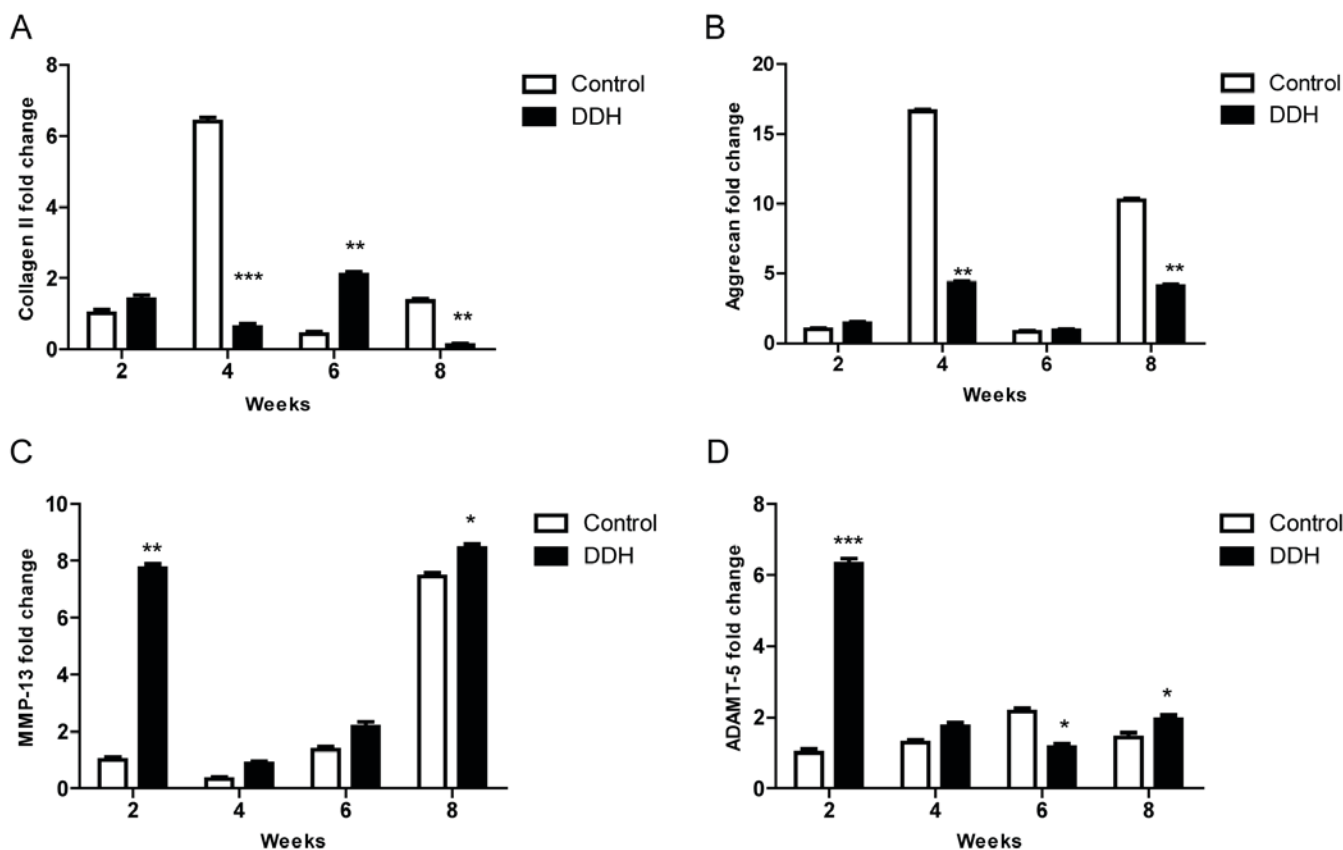 A
Collagen II fold change
8
6
4
2
0
***
**
**
2 4 6 8
Weeks
Control
DDH
B
Aggrecan fold change
20
15
10
5
0
**
**
2 4 6 8
Weeks
Control
DDH
C
MMP-13 fold change
10
8
6
4
2
0
**
*
2 4 6 8
Weeks
Control
DDH
D
ADAMT-5 fold change
8
6
4
2
0
***
*
*
2 4 6 8
Weeks
Control
DDH